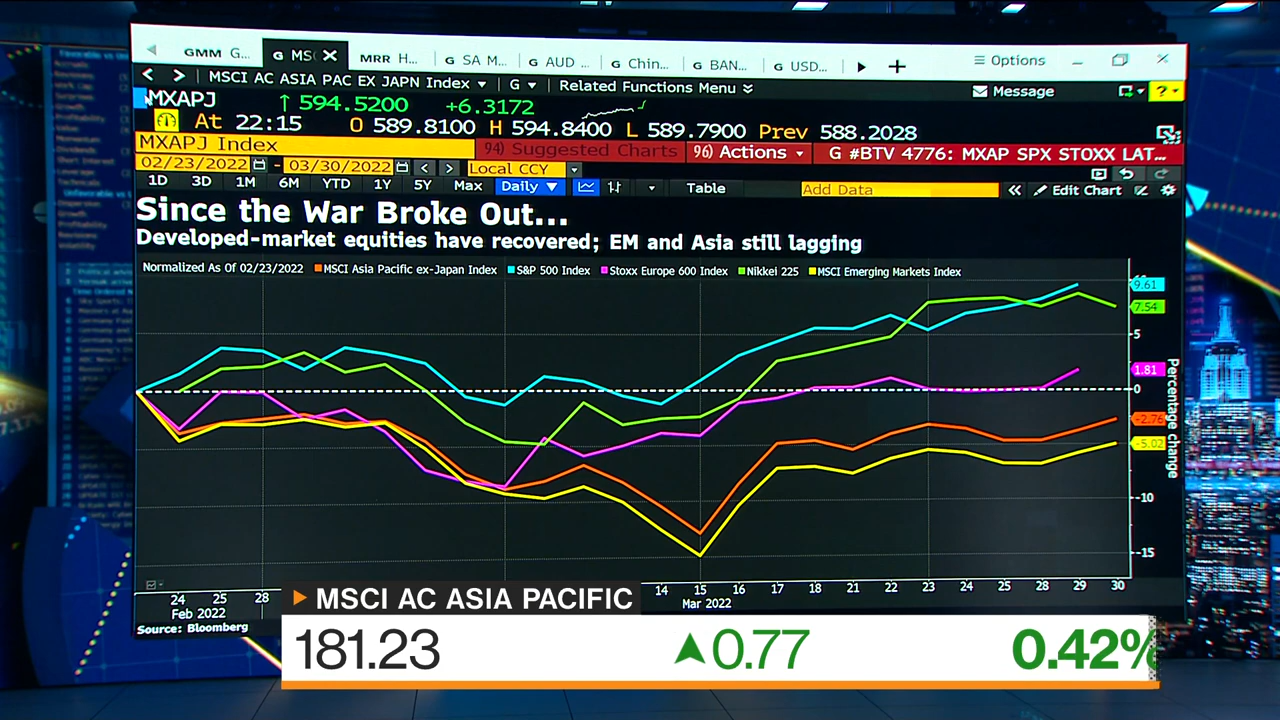 GMM G... G MS X MRR H... G SA M... G AUD ... G Chin... G BAN... G USD... + Options
< > MSCI AC ASIA PAC EX JAPN Index G Related Functions Menu Message ?
MXAPJ ↑ 594.5200 +6.3172
At 22:15 O 589.8100 H 594.8400 L 589.7900 Prev 588.2028
MXAPJ Index 94) Suggested Charts 96) Actions G #BTV 4776: MXAP SPX STOXX LAT...
02/23/2022 - 03/30/2022 < > Local CCY
1D 3D 1M 6M YTD 1Y 5Y Max Daily ▼ Table Add Data « Edit Chart
Since the War Broke Out...
Developed-market equities have recovered; EM and Asia still lagging
Normalized As Of 02/23/2022 MSCI Asia Pacific ex-Japan Index S&P 500 Index Stoxx Europe 600 Index Nikkei 225 MSCI Emerging Markets Index
9.61
7.54
5
1.81
0
-2.76
-5.02
-10
-15
Percentage change
24 25 28 14 15 16 17 18 21 22 23 24 25 28 29 30
Feb 2022 Mar 2022
Source: Bloomberg
MSCI AC ASIA PACIFIC
181.23 ▲0.77 0.42%